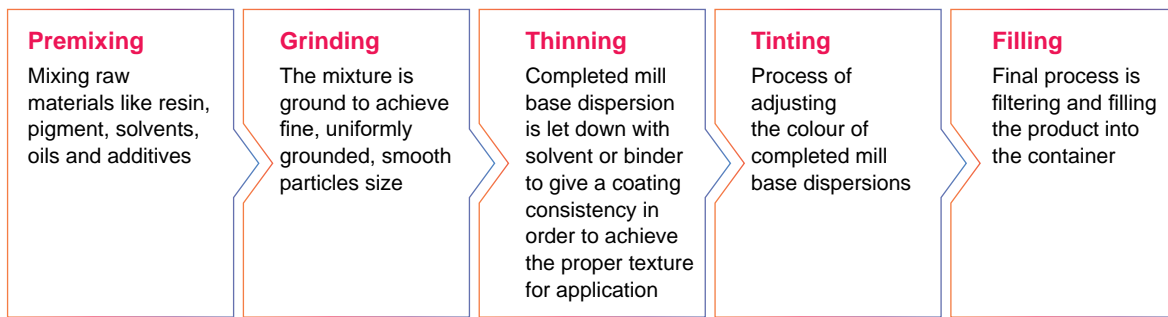 Premixing
Mixing raw
materials like resin,
pigment, solvents,
oils and additives
Grinding
The mixture is
ground to achieve
fine, uniformly
grounded, smooth
particles size
Thinning
Completed mill
base dispersion
is let down with
solvent or binder
to give a coating
consistency in
order to achieve
the proper texture
for application
Tinting
Process of
adjusting
the colour of
completed mill
base dispersions
Filling
Final process is
filtering and filling
the product into
the container